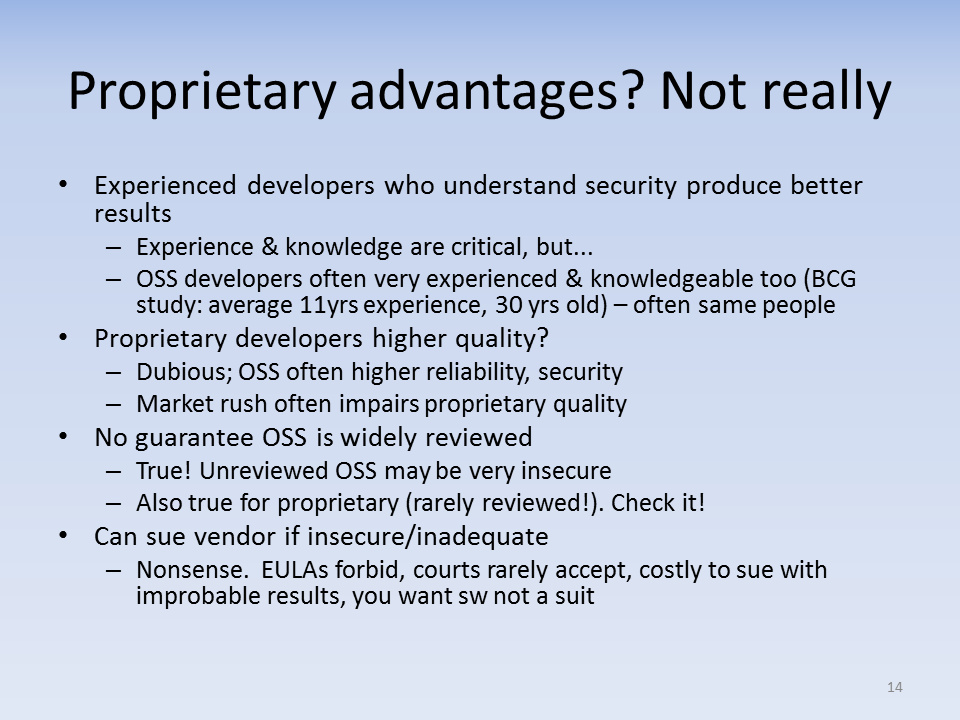 Proprietary advantages? Not really
• Experienced developers who understand security produce better
results
– Experience & knowledge are critical, but...
– OSS developers often very experienced & knowledgeable too (BCG
study: average 11yrs experience, 30 yrs old) – often same people
• Proprietary developers higher quality?
– Dubious; OSS often higher reliability, security
– Market rush often impairs proprietary quality
• No guarantee OSS is widely reviewed
– True! Unreviewed OSS may be very insecure
– Also true for proprietary (rarely reviewed!). Check it!
• Can sue vendor if insecure/inadequate
– Nonsense.  EULAs forbid, courts rarely accept, costly to sue with
improbable results, you want sw not a suit
14